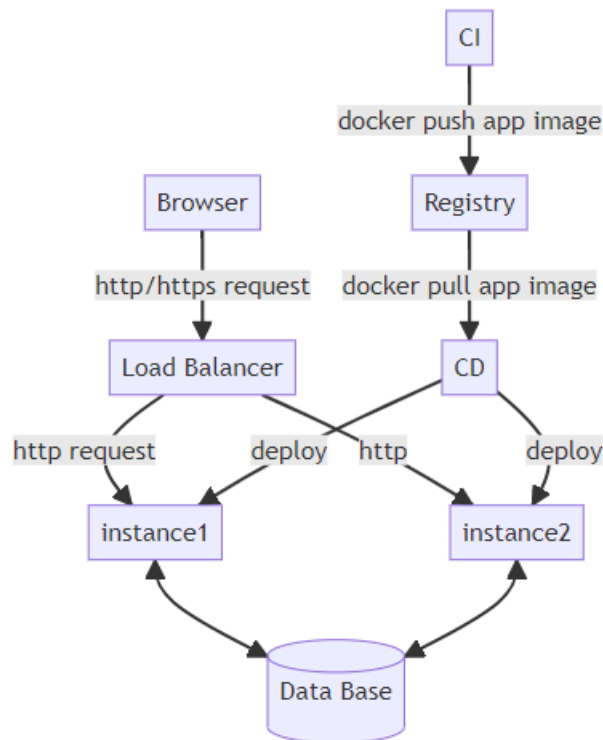 CI
docker push app image
Browser
Registry
http/https request
docker pull app image
Load Balancer
CD
http request
deploy
http
deploy
instance1
instance2
Data Base